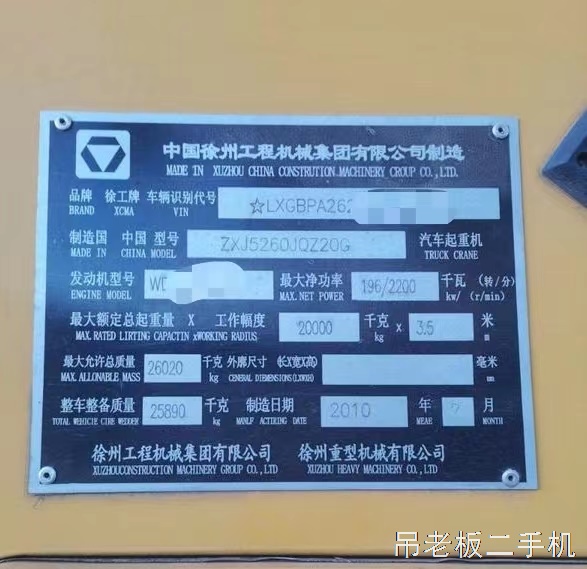 中国徐州工程机械集团有限公司制造
MADE IN XUZHOU CHINA CONSTRUTION MACHINERY GROUP CO.,LTD.
品牌 徐工牌 车辆识别代号 ☆LXGBPA262
BRAND XCMA VIN
制造国 中国 型号 ZXJ5260JQZ20G 汽车起重机
MADE IN CHINA MODEL TRUCK CRANE
发动机型号 WD 最大净功率 196/2200 千瓦 (转/分)
ENGINE MODEL MAX.NET POWER kw/ (r/min)
最大额定总起重量 X 工作幅度 20000 千克 x 3.5 米
MAX.RATED LIRTING CAPACTIN xWORKING RADIUS kg m
最大允许总质量 26020 千克 外廓尺寸 (长X宽X高) 毫米
MAX.ALLONABLE MASS kg CENERAL DIEMENSIONS(LXWXH) mm
整车整备质量 25890 千克 制造日期 2010 年 月
TOTAL WEHICIE CIRE WEDDER kg MANLF ACTIRING DATE MEAE MONTH
徐州工程机械集团有限公司 徐州重型机械有限公司
XUZHOUCONSTRUCTION MACHINERY GROUP CO.,LTD XUZHOU HEAVY MACHINELY CO.,LTD
吊老板二手机